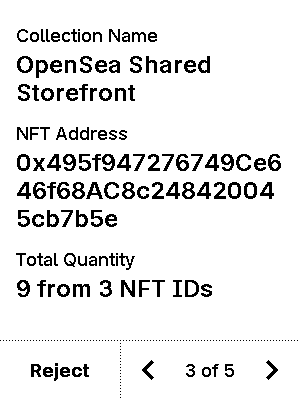 Collection Name
OpenSea Shared
Storefront
NFT Address
0x495f947276749Ce6
46f68AC8c24842004
5cb7b5e
Total Quantity
9 from 3 NFT IDs
Reject
3 of 5